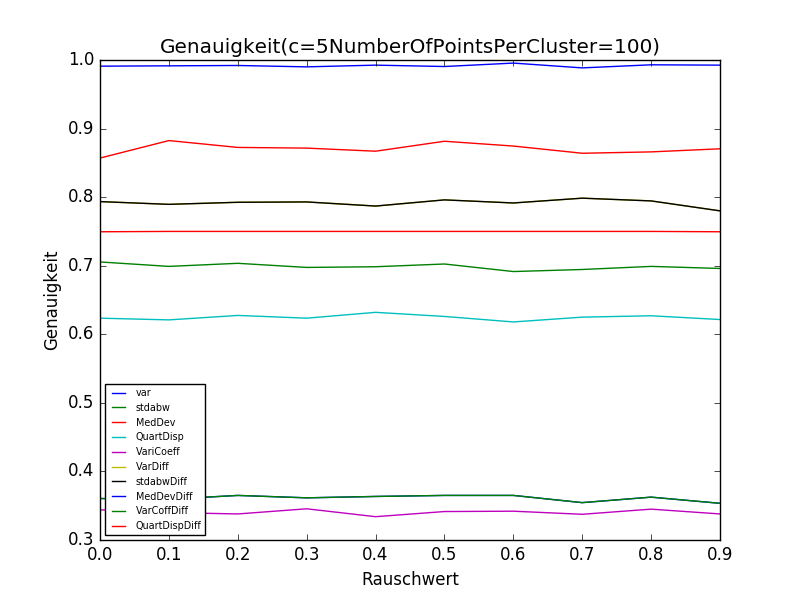 Genauigkeit(c=5NumberOfPointsPerCluster=100)
1.0
0.9
0.8
0.7
0.6
0.5
0.4
0.3
Genauigkeit
var
stdabw
MedDev
QuartDisp
VariCoeff
VarDiff
stdabwDiff
MedDevDiff
VarCoffDiff
QuartDispDiff
0.0 0.1 0.2 0.3 0.4 0.5 0.6 0.7 0.8 0.9
Rauschwert